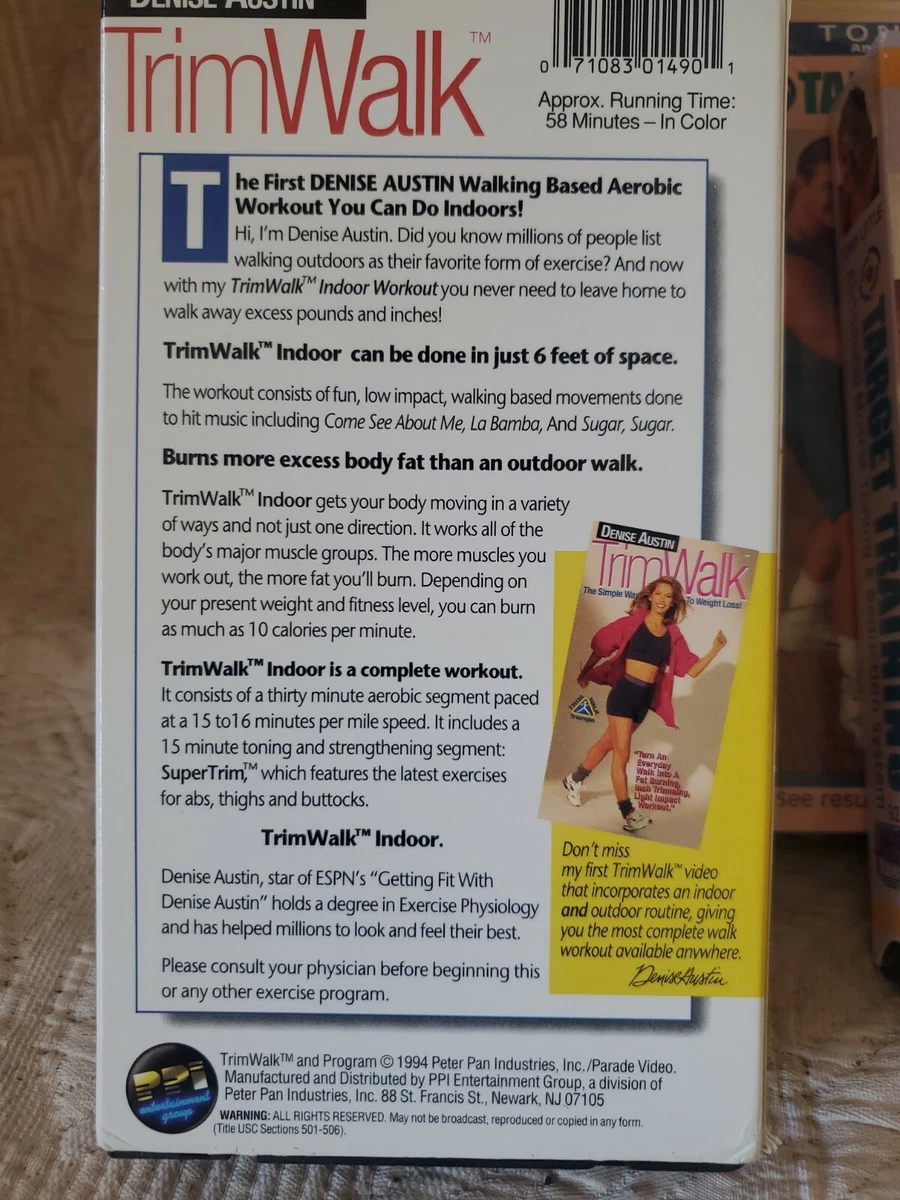 DENISE AUSTIN
TrimWalk™
0 71083 01490 1
Approx. Running Time:
58 Minutes – In Color
The First DENISE AUSTIN Walking Based Aerobic
Workout You Can Do Indoors!
Hi, I'm Denise Austin. Did you know millions of people list
walking outdoors as their favorite form of exercise? And now
with my TrimWalk™ Indoor Workout you never need to leave home to
walk away excess pounds and inches!
TrimWalk™ Indoor can be done in just 6 feet of space.
The workout consists of fun, low impact, walking based movements done
to hit music including Come See About Me, La Bamba, And Sugar, Sugar.
Burns more excess body fat than an outdoor walk.
TrimWalk™ Indoor gets your body moving in a variety
of ways and not just one direction. It works all of the
body's major muscle groups. The more muscles you
work out, the more fat you'll burn. Depending on
your present weight and fitness level, you can burn
as much as 10 calories per minute.
TrimWalk™ Indoor is a complete workout.
It consists of a thirty minute aerobic segment paced
at a 15 to16 minutes per mile speed. It includes a
15 minute toning and strengthening segment:
SuperTrim,™ which features the latest exercises
for abs, thighs and buttocks.
TrimWalk™ Indoor.
Denise Austin, star of ESPN's "Getting Fit With
Denise Austin" holds a degree in Exercise Physiology
and has helped millions to look and feel their best.
Please consult your physician before beginning this
or any other exercise program.
DENISE AUSTIN
TrimWalk
The Simple Way To Weight Loss!
"Turn An
Everyday
Walk Into A
Fat Burning,
Inch Trimming,
Light Impact
Workout."
Don't miss
my first TrimWalk™ video
that incorporates an indoor
and outdoor routine, giving
you the most complete walk
workout available anywhere.
Denise Austin
PPI
entertainment
group
TrimWalk™ and Program © 1994 Peter Pan Industries, Inc./Parade Video.
Manufactured and Distributed by PPI Entertainment Group, a division of
Peter Pan Industries, Inc. 88 St. Francis St., Newark, NJ 07105
WARNING: ALL RIGHTS RESERVED. May not be broadcast, reproduced or copied in any form.
(Title USC Sections 501-506).
TARGET TRAINING
See